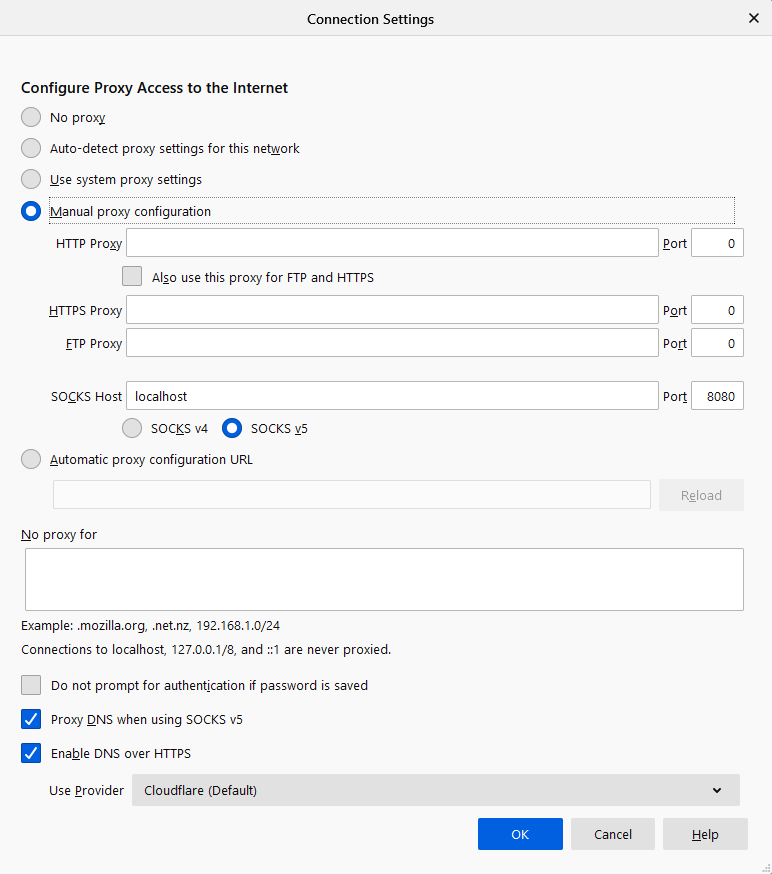 Connection Settings
Configure Proxy Access to the Internet
No proxy
Auto-detect proxy settings for this network
Use system proxy settings
Manual proxy configuration
HTTP Proxy Port 0
Also use this proxy for FTP and HTTPS
HTTPS Proxy Port 0
FTP Proxy Port 0
SOCKS Host localhost Port 8080
SOCKS v4 SOCKS v5
Automatic proxy configuration URL
Reload
No proxy for
Example: .mozilla.org, .net.nz, 192.168.1.0/24
Connections to localhost, 127.0.0.1/8, and ::1 are never proxied.
Do not prompt for authentication if password is saved
Proxy DNS when using SOCKS v5
Enable DNS over HTTPS
Use Provider Cloudflare (Default)
OK Cancel Help